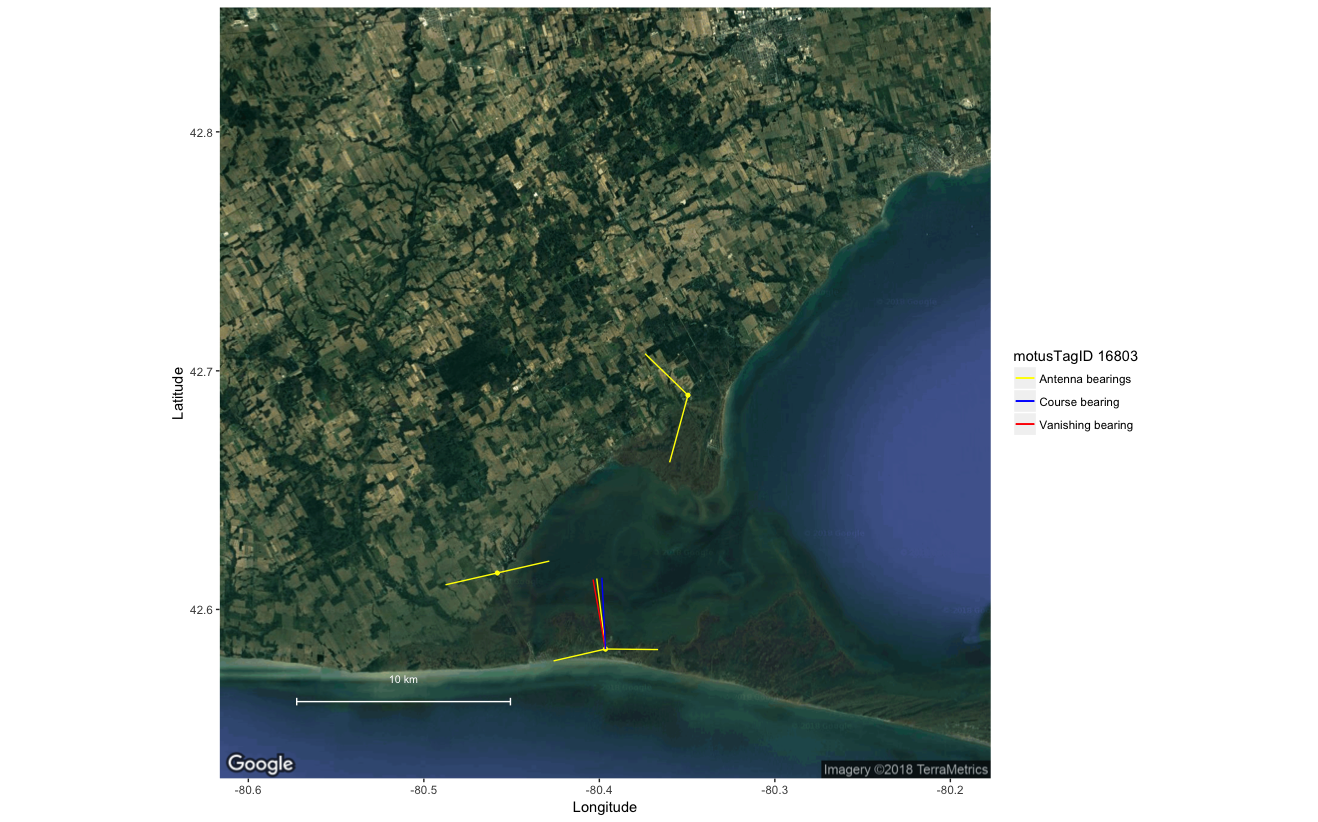 42.8
42.7
42.6
Latitude
10 km
Google
Imagery ©2018 TerraMetrics
-80.6
-80.5
-80.4
-80.3
-80.2
Longitude
motusTagID 16803
Antenna bearings
Course bearing
Vanishing bearing